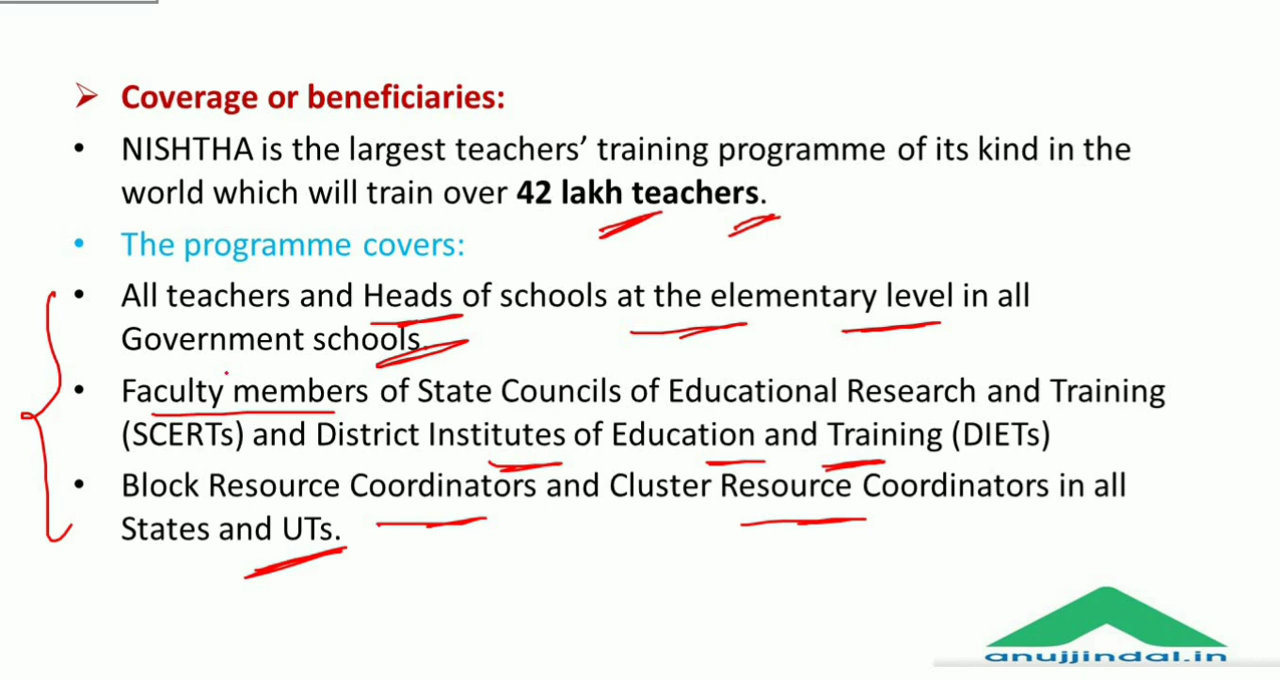 ➢ Coverage or beneficiaries:
• NISHTHA is the largest teachers’ training programme of its kind in the
world which will train over 42 lakh teachers.
• The programme covers:
• All teachers and Heads of schools at the elementary level in all
Government schools.
• Faculty members of State Councils of Educational Research and Training
(SCERTs) and District Institutes of Education and Training (DIETs)
• Block Resource Coordinators and Cluster Resource Coordinators in all
States and UTs.
anujjindal.in